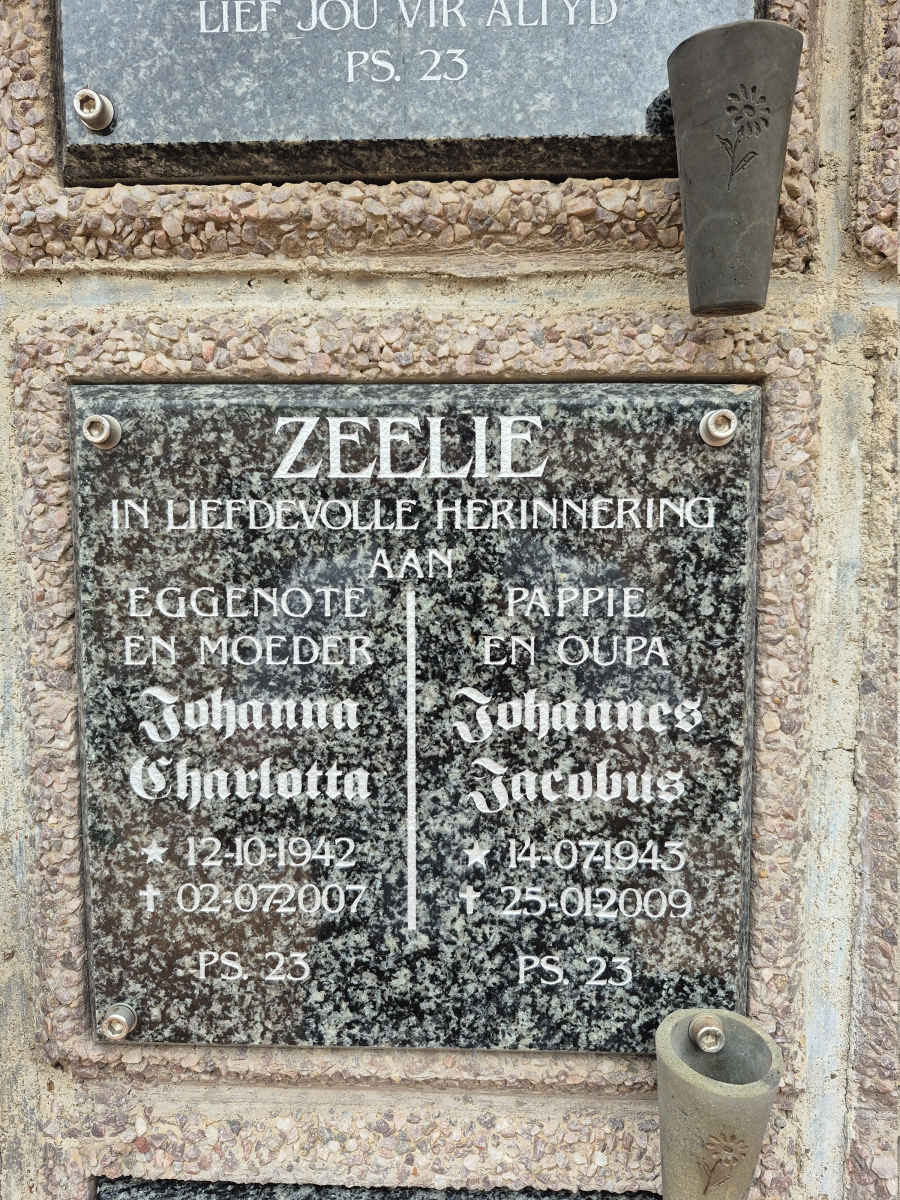 LIEF JOU VIR ALTYD
PS. 23
ZEELIE
IN LIEFDEVOLLE HERINNERING
AAN
EGGENOTE
EN MOEDER
Johanna
Charlotta
★ 12-10-1942
✝ 02-07-2007
PS. 23
PAPPIE
EN OUPA
Johannes
Jacobus
★ 14-07-1943
✝ 25-01-2009
PS. 23